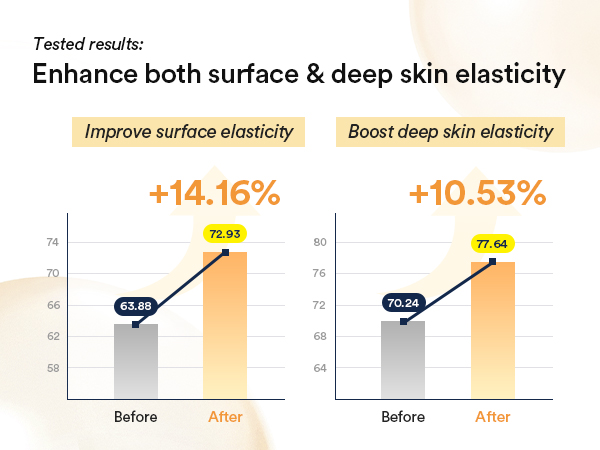 Tested results:
Enhance both surface & deep skin elasticity
Improve surface elasticity
+14.16%
74
70
66
62
58
63.88
72.93
Before
After
Boost deep skin elasticity
+10.53%
80
76
72
68
64
70.24
77.64
Before
After